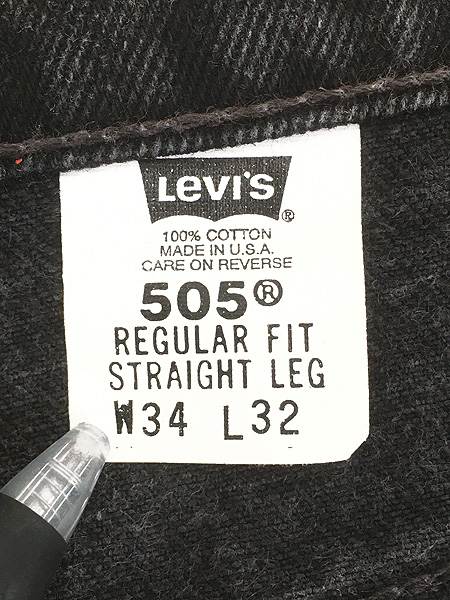 Levi's
®
100% COTTON
MADE IN U.S.A.
CARE ON REVERSE
505®
REGULAR FIT
STRAIGHT LEG
W34 L32